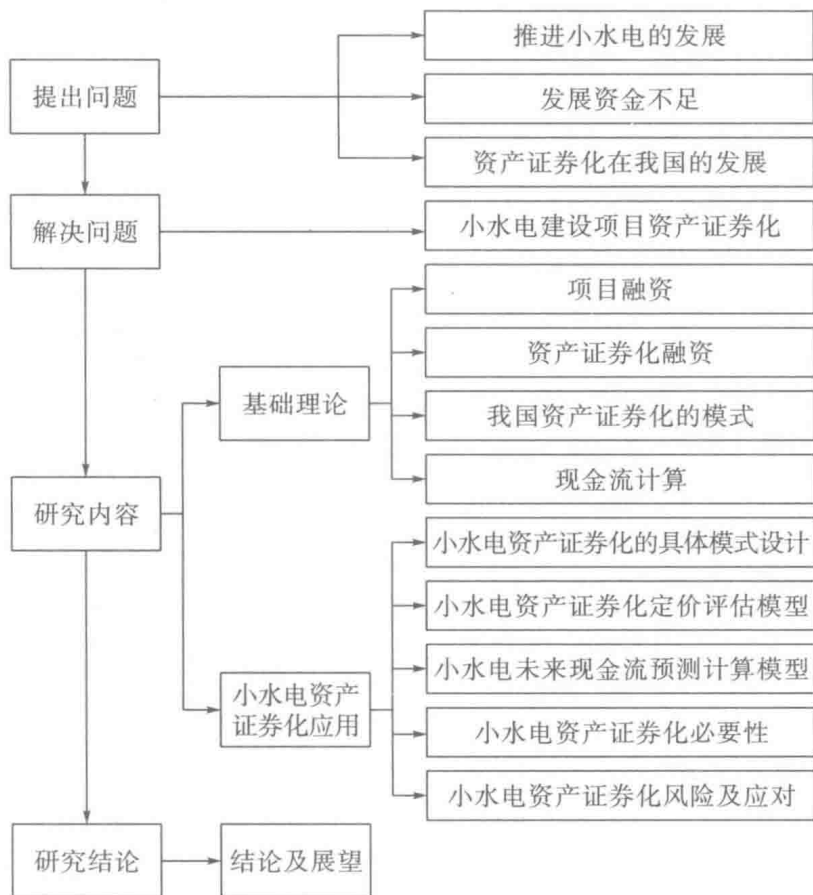 推进小水电的发展
提出问题
发展资金不足
资产证券化在我国的发展
解决问题
小水电建设项目资产证券化
项目融资
资产证券化融资
基础理论
我国资产证券化的模式
现金流计算
研究内容
小水电资产证券化的具体模式设计
小水电资产证券化定价评估模型
小水电未来现金流预测计算模型
小水电资产
证券化应用
小水电资产证券化必要性
小水电资产证券化风险及应对
研究结论
结论及展望